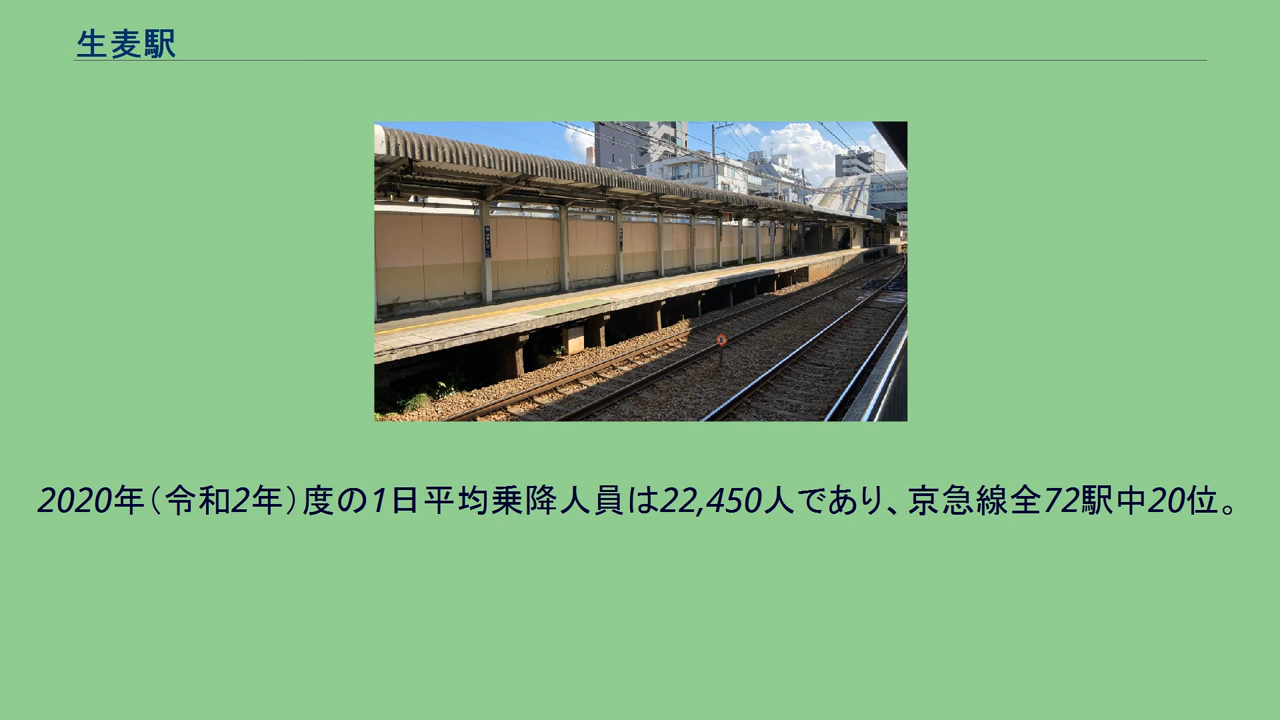 生麦駅
2020年（令和2年）度の1日平均乗降人員は22,450人であり、京急線全72駅中20位。